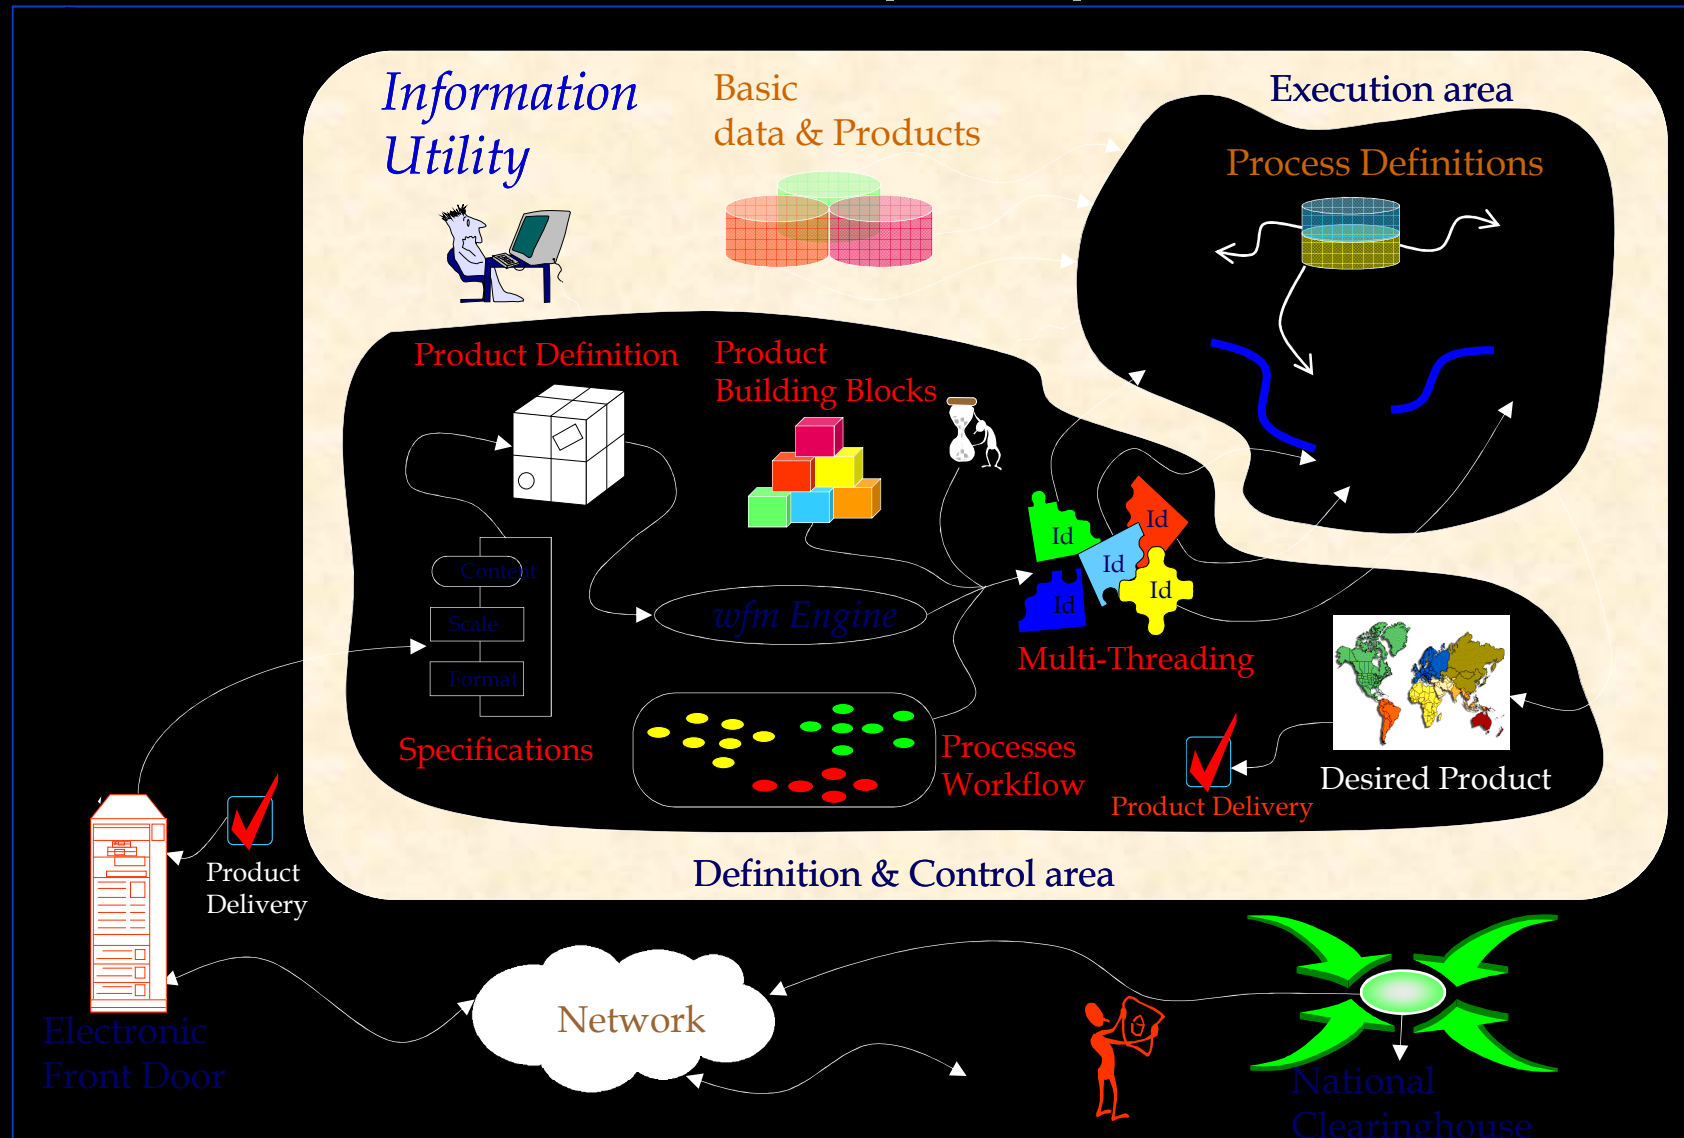 Information
Utility
Basic
data & Products
Execution area
Process Definitions
Product Definition
Product
Building Blocks
Content
Scale
Format
Specifications
wfm Engine
Id
Id
Id
Id
Id
Multi-Threading
Processes
Workflow
Desired Product
Product Delivery
Definition & Control area
Product
Delivery
Electronic
Front Door
Network
National
Clearinghouse